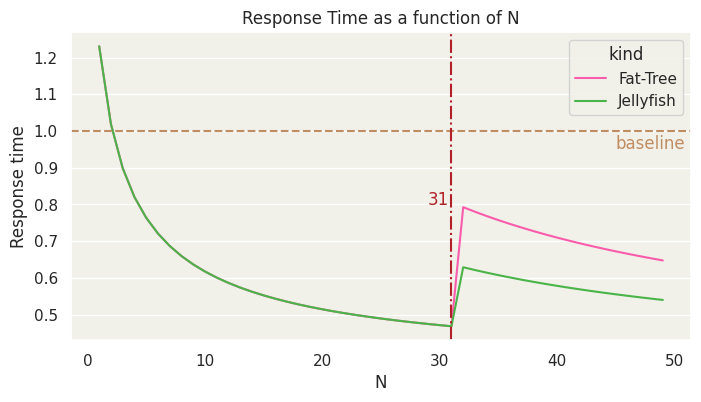 Response Time as a function of N
Response time
1.2
1.1
1.0
0.9
0.8
0.7
0.6
0.5
kind
Fat-Tree
Jellyfish
baseline
31
0
10
20
30
40
50
N